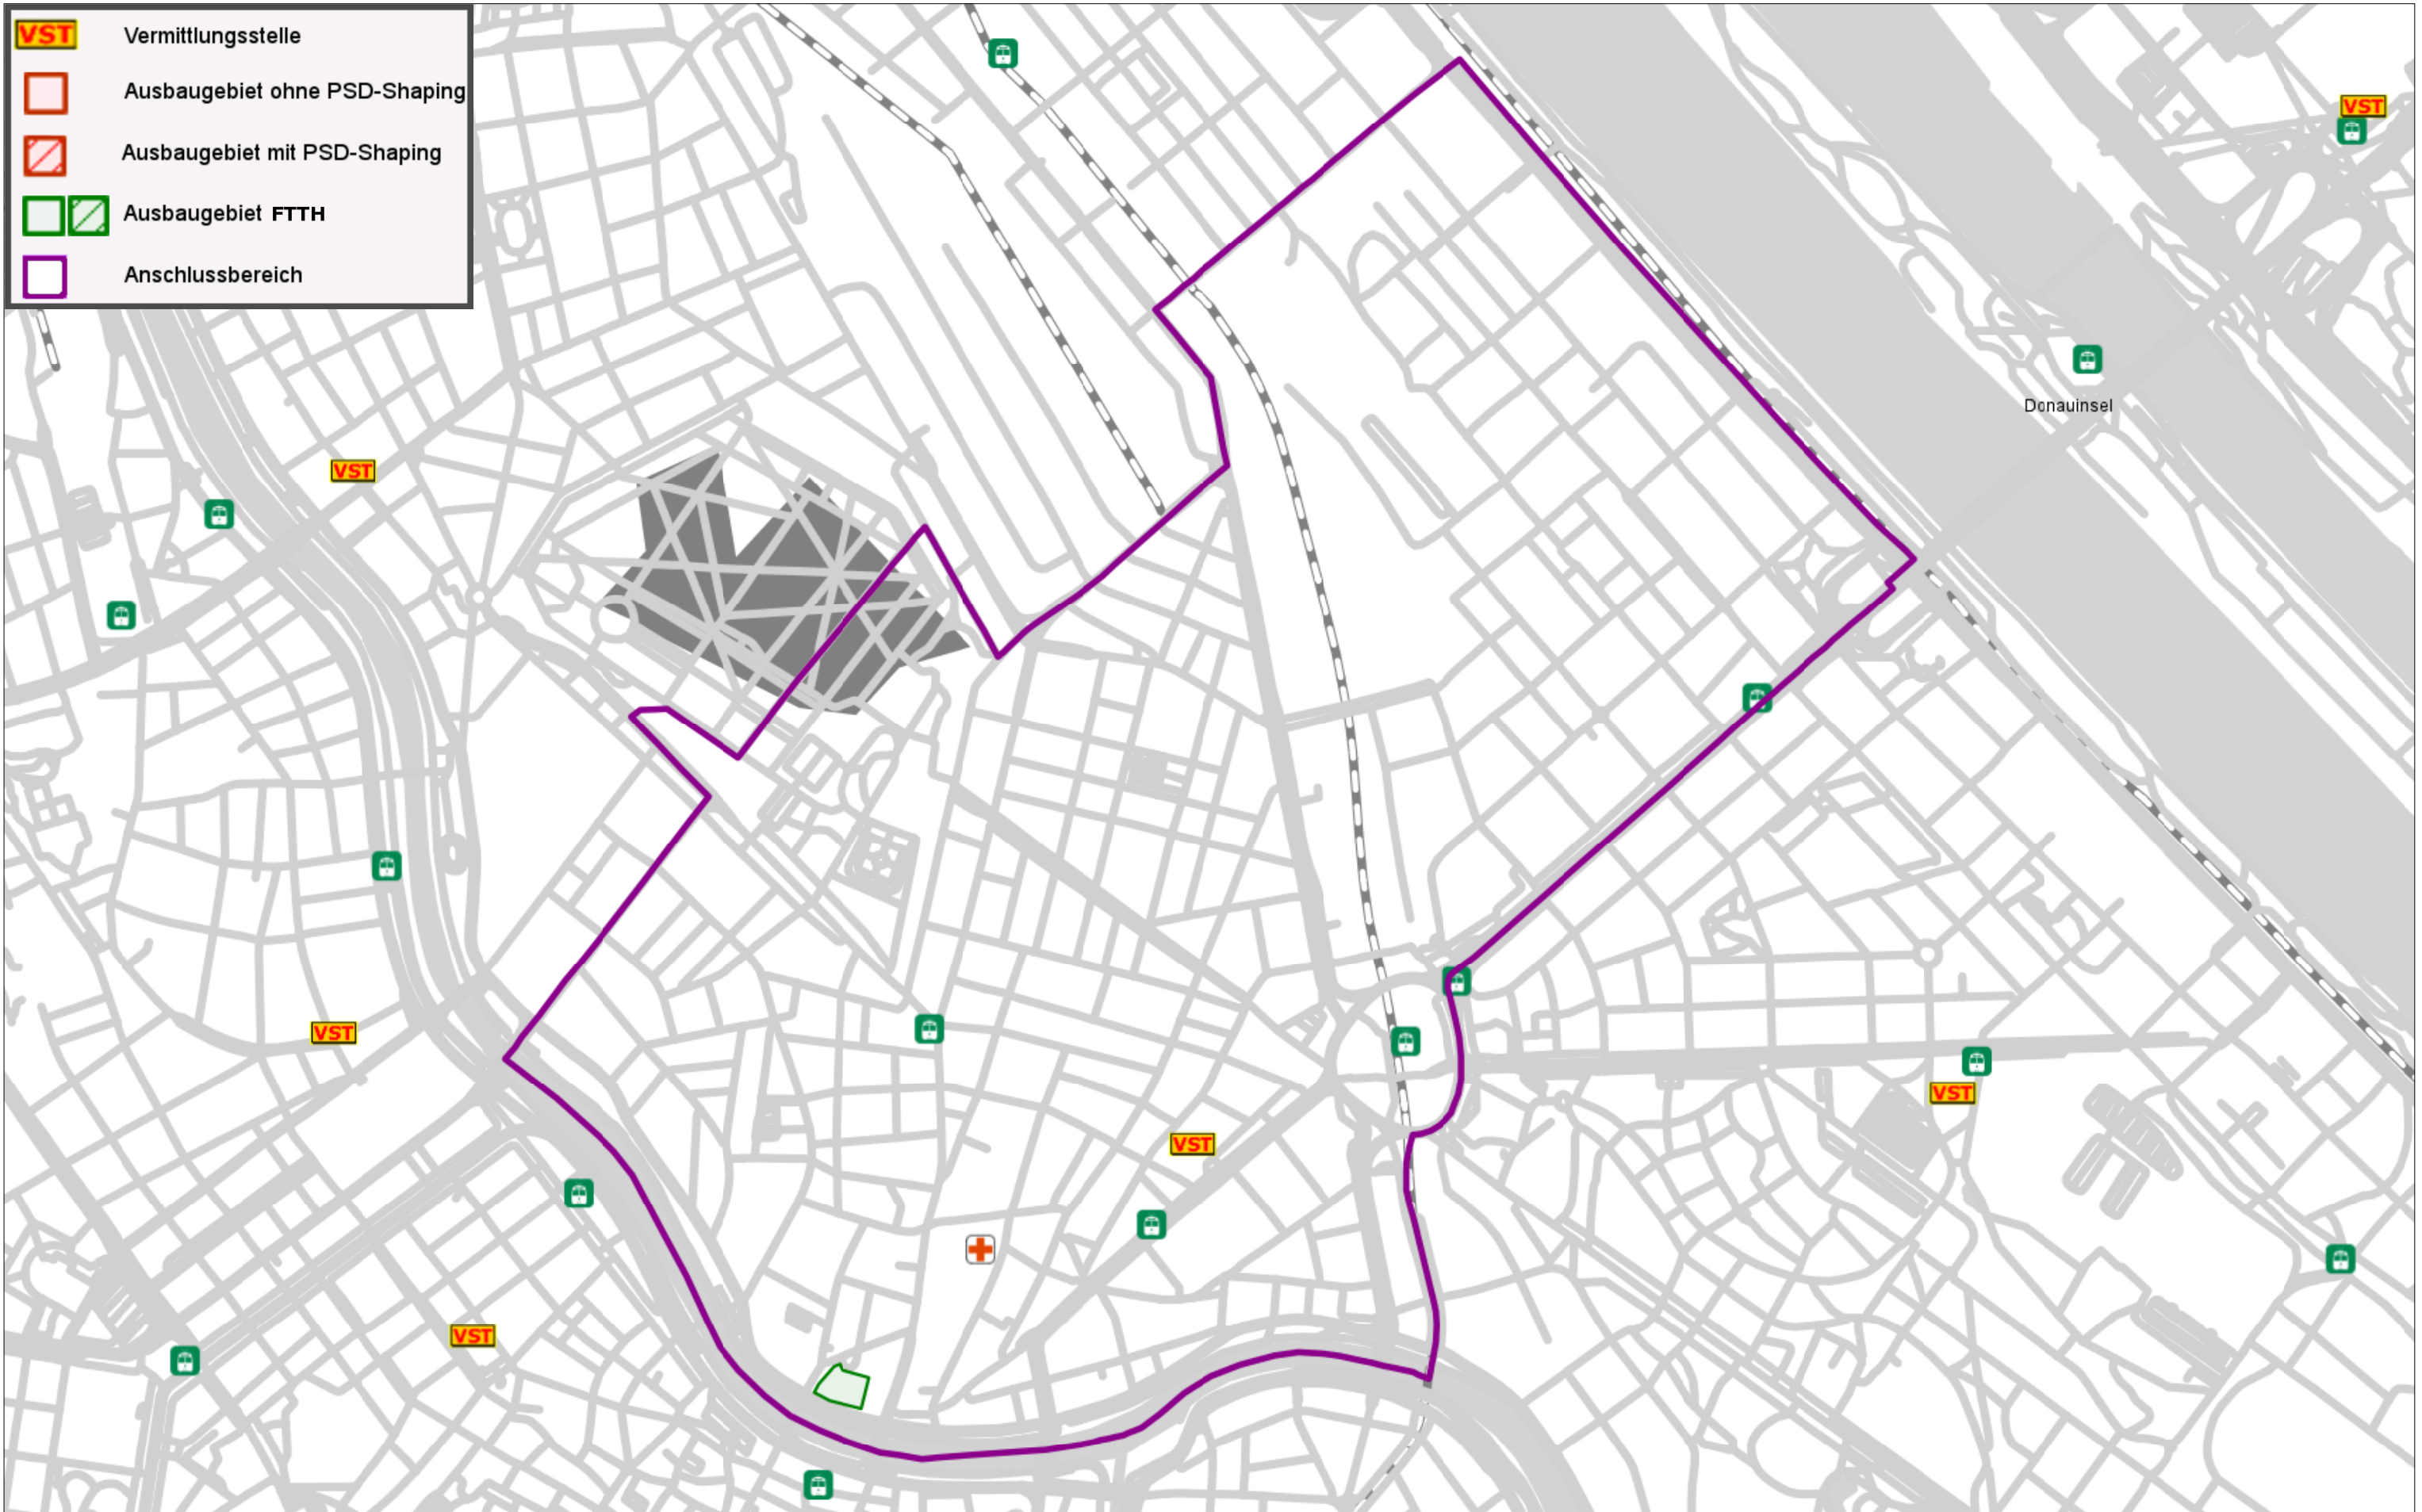 VST Vermittlungsstelle
Ausbaugebiet ohne PSD-Shaping
Ausbaugebiet mit PSD-Shaping
Ausbaugebiet FTTH
Anschlussbereich
VST
Donauinsel
VST
VST
VST
VST
VST